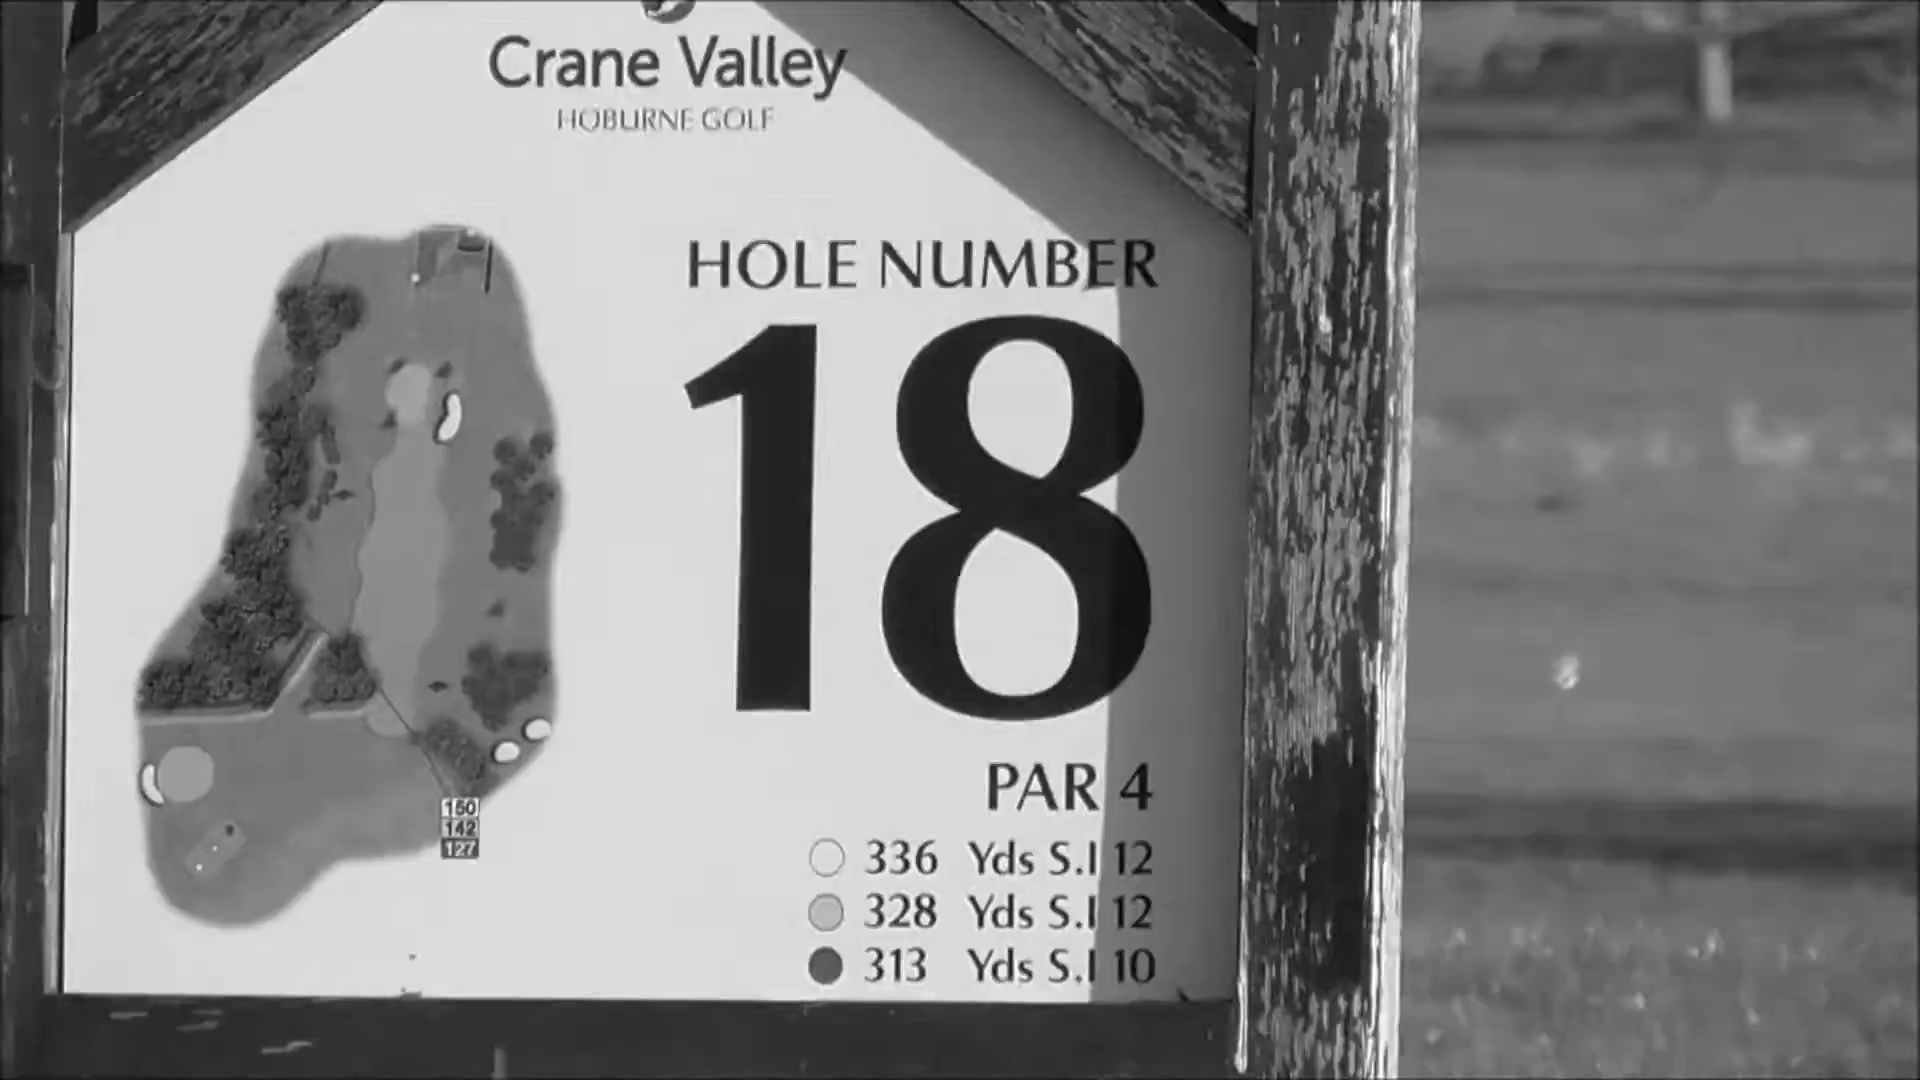 Crane Valley
HOBURNE GOLF
HOLE NUMBER
18
PAR 4
336 Yds S.I 12
328 Yds S.I 12
313 Yds S.I 10
150
142
127